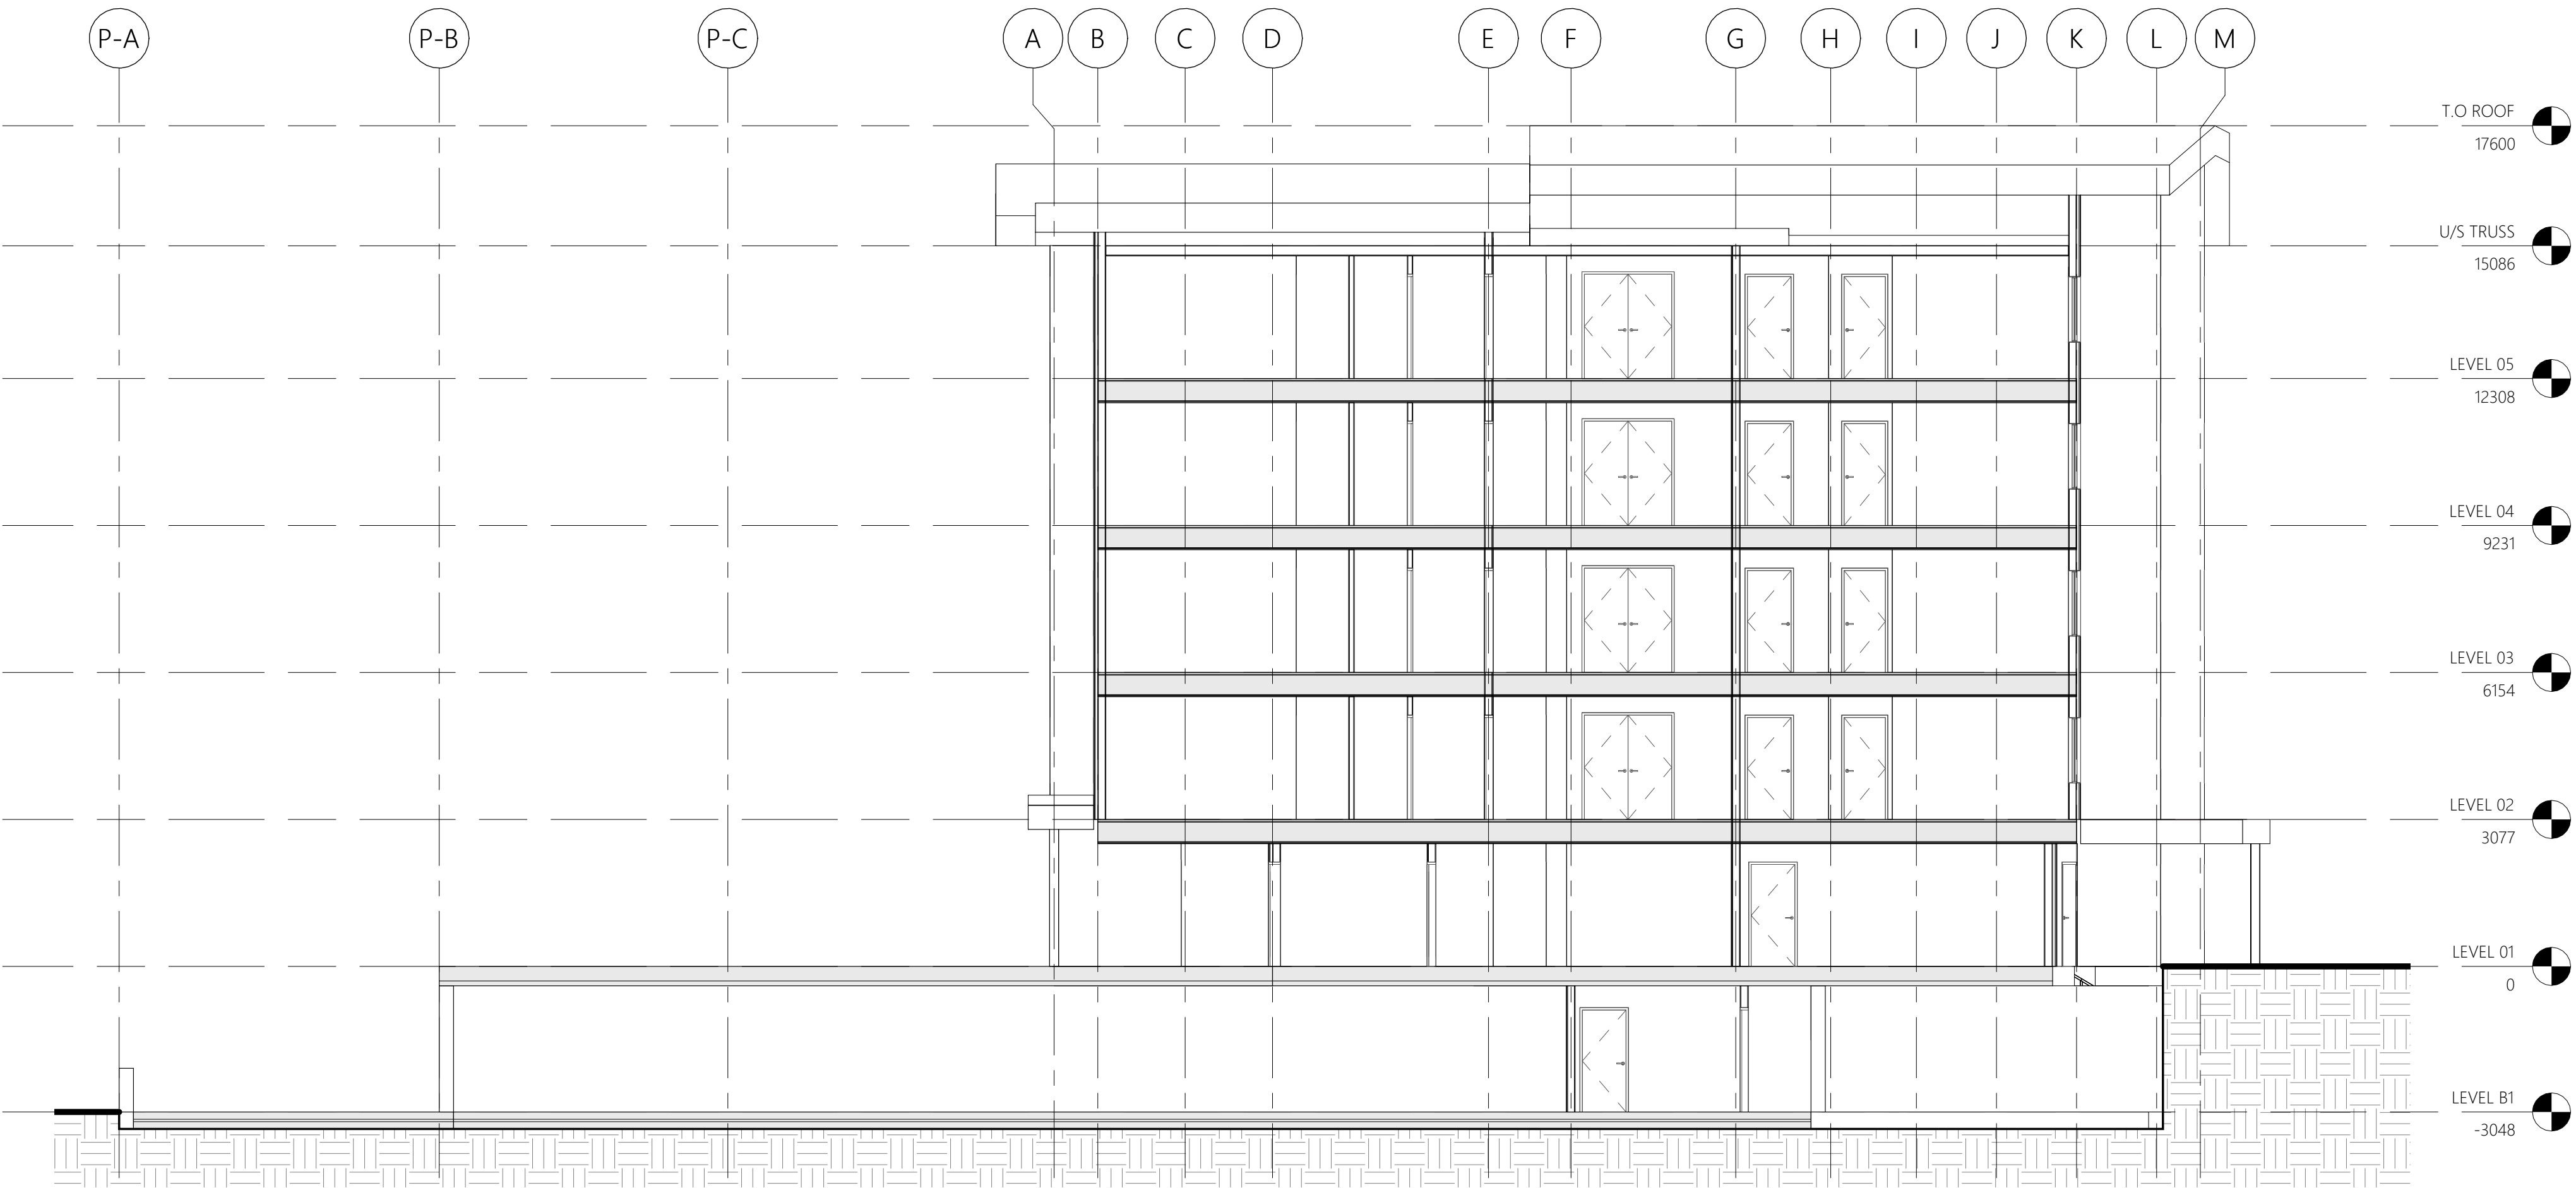 P-A
P-B
P-C
A
B
C
D
E
F
G
H
I
J
K
L
M
T.O ROOF
17600
U/S TRUSS
15086
LEVEL 05
12308
LEVEL 04
9231
LEVEL 03
6154
LEVEL 02
3077
LEVEL 01
0
LEVEL B1
-3048